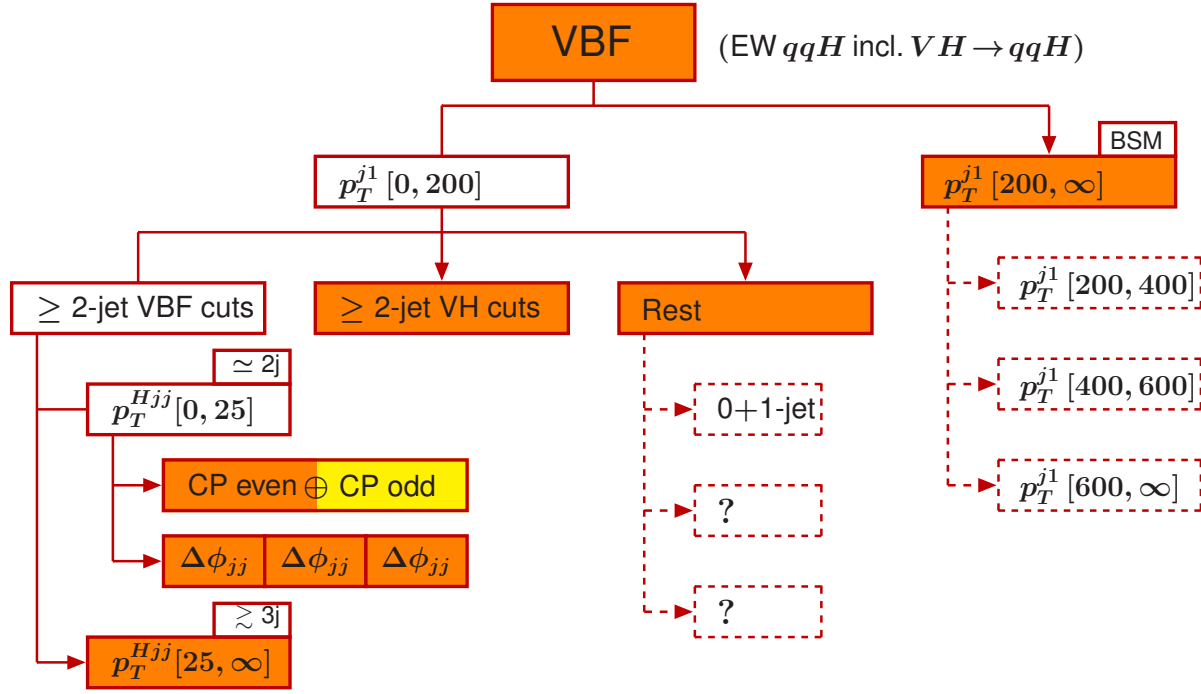 VBF
(EW qqH incl. VH → qqH)
BSM
p_T^{j1} [0, 200]
p_T^{j1} [200, ∞]
≥ 2-jet VBF cuts
≥ 2-jet VH cuts
Rest
p_T^{j1} [200, 400]
≃ 2j
p_T^{Hjj} [0, 25]
0+1-jet
p_T^{j1} [400, 600]
CP even ⊕ CP odd
?
p_T^{j1} [600, ∞]
Δϕ_{jj} Δϕ_{jj} Δϕ_{jj}
≳ 3j
p_T^{Hjj} [25, ∞]
?